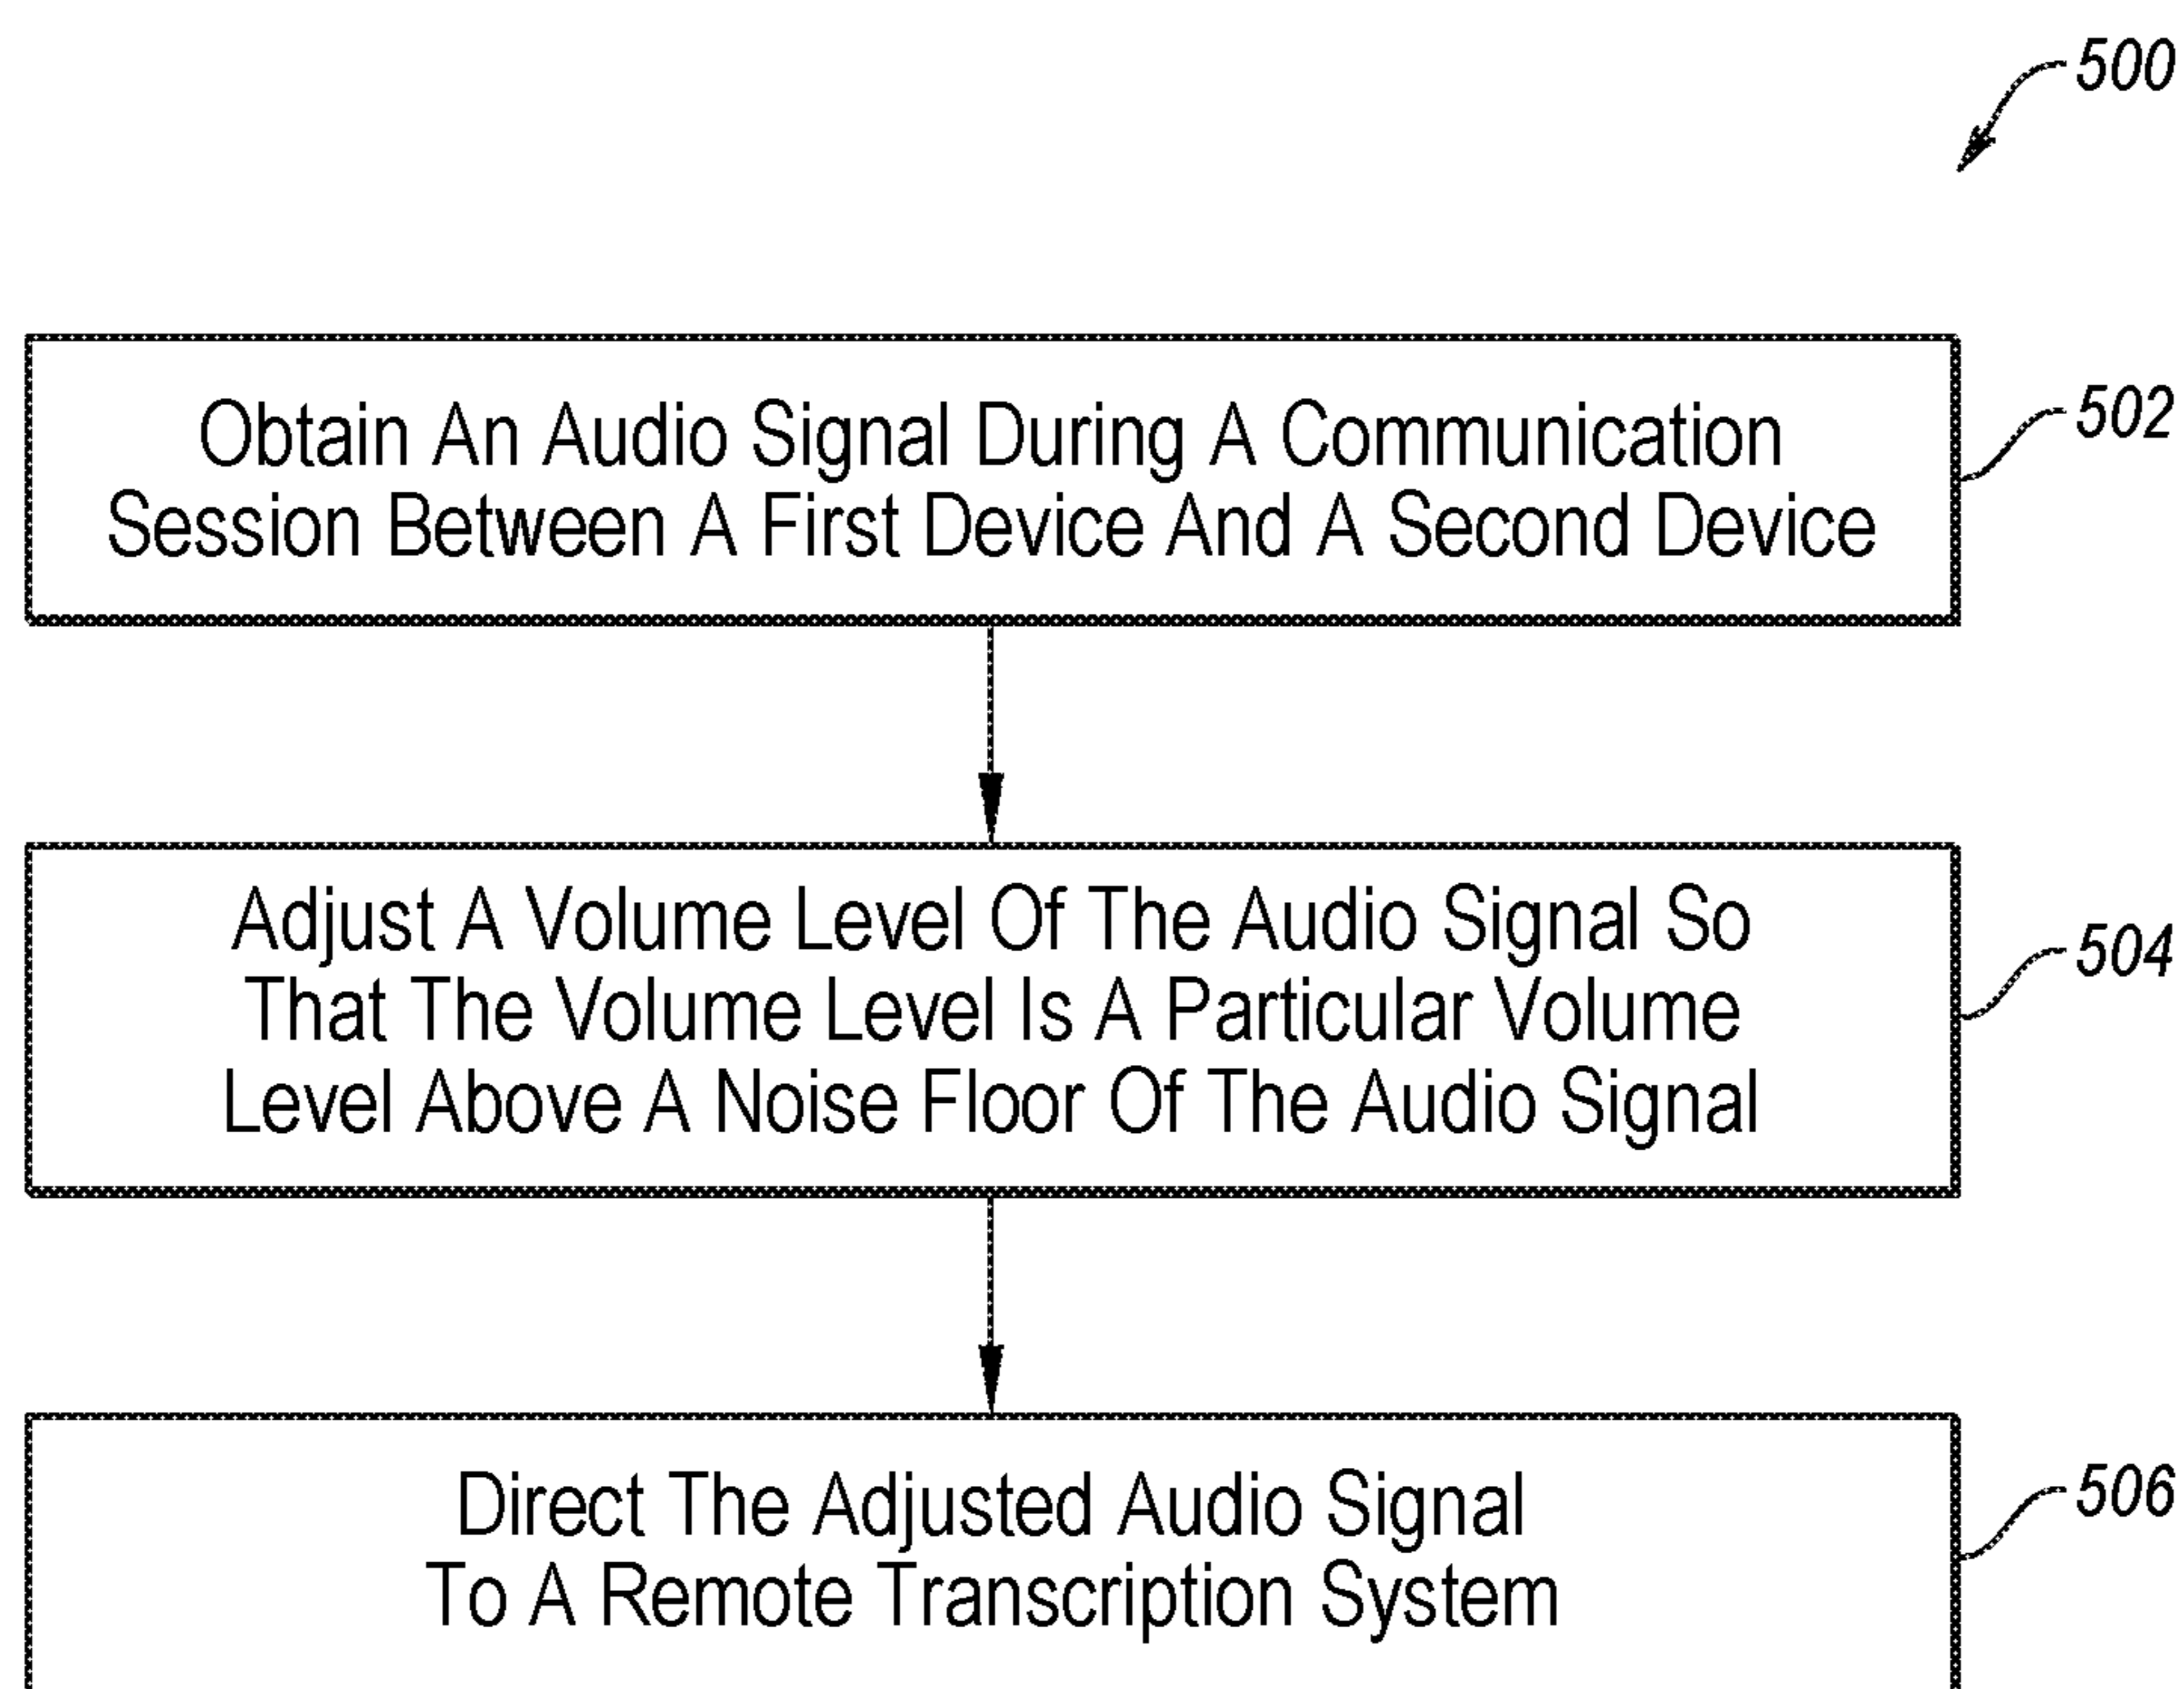 500
Obtain An Audio Signal During A Communication
Session Between A First Device And A Second Device
502
Adjust A Volume Level Of The Audio Signal So
That The Volume Level Is A Particular Volume
Level Above A Noise Floor Of The Audio Signal
504
Direct The Adjusted Audio Signal
To A Remote Transcription System
506